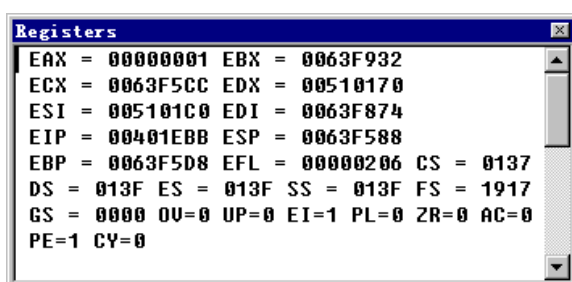 Registers
EAX = 00000001 EBX = 0063F932
ECX = 0063F5CC EDX = 00510170
ESI = 005101C0 EDI = 0063F874
EIP = 00401EBB ESP = 0063F588
EBP = 0063F5D8 EFL = 00000206 CS = 0137
DS = 013F ES = 013F SS = 013F FS = 1917
GS = 0000 OV=0 UP=0 EI=1 PL=0 ZR=0 AC=0
PE=1 CY=0